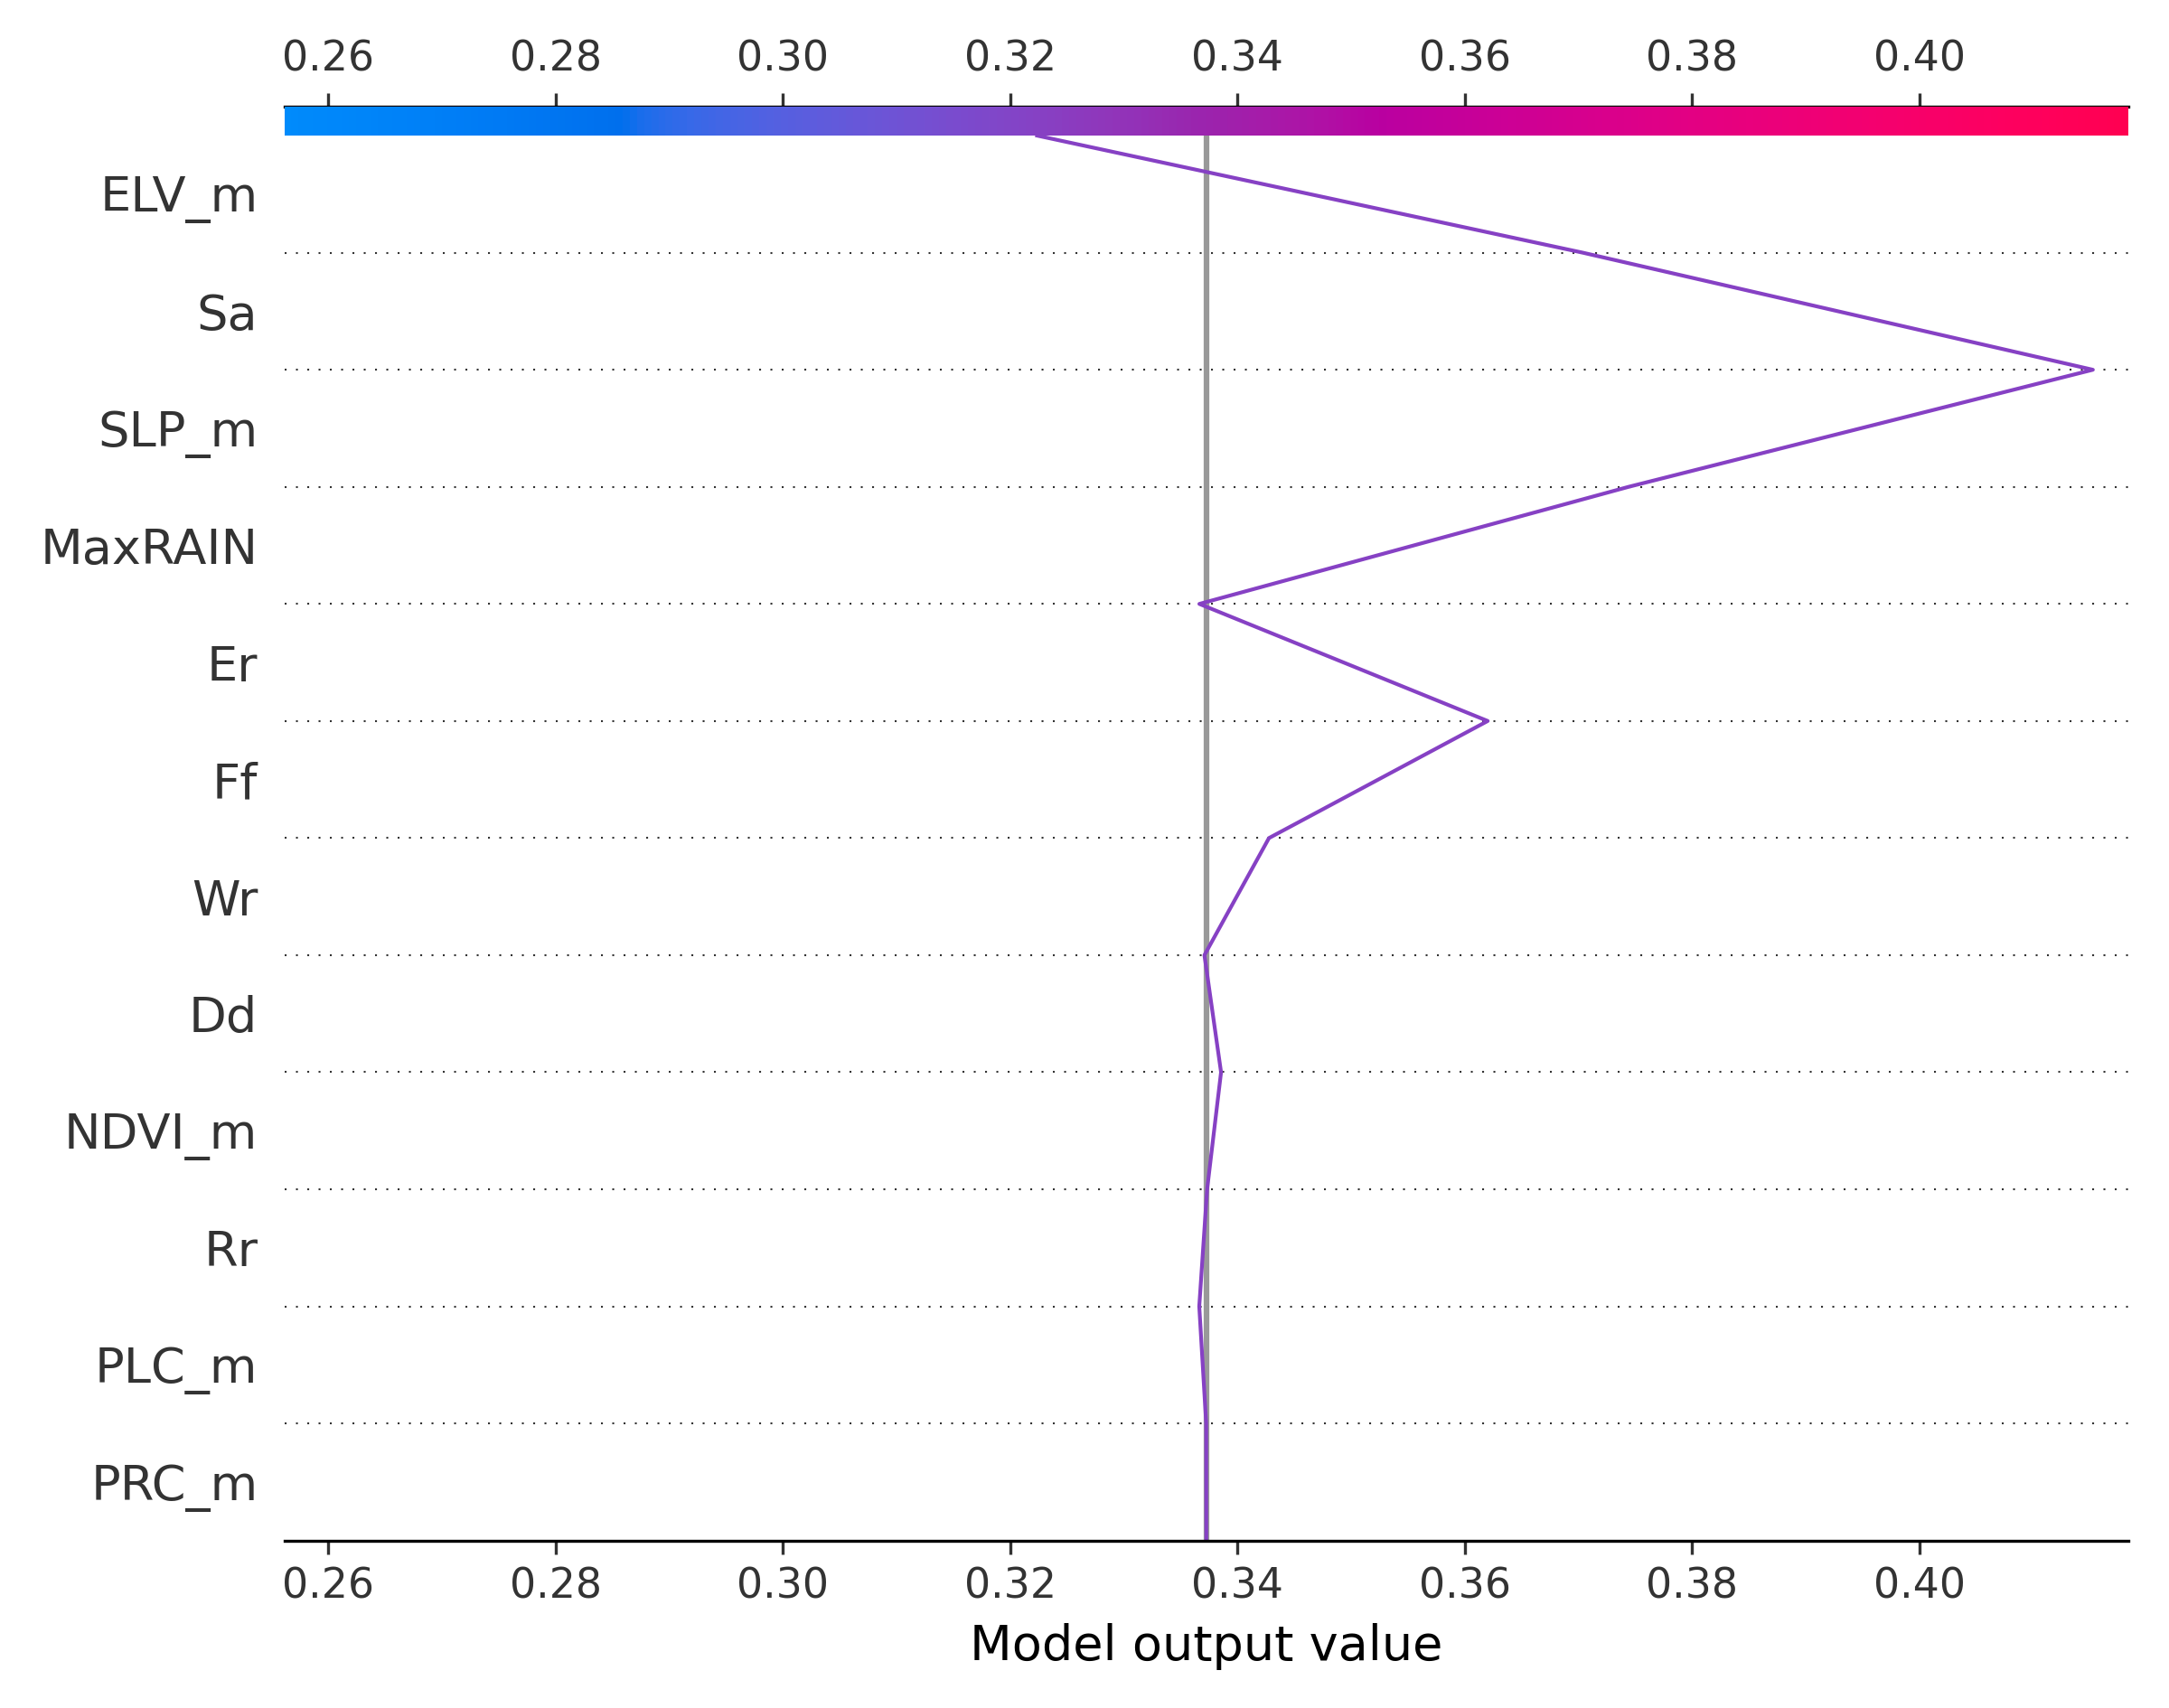 0.26 0.28 0.30 0.32 0.34 0.36 0.38 0.40
ELV_m
Sa
SLP_m
MaxRAIN
Er
Ff
Wr
Dd
NDVI_m
Rr
PLC_m
PRC_m
0.26 0.28 0.30 0.32 0.34 0.36 0.38 0.40
Model output value